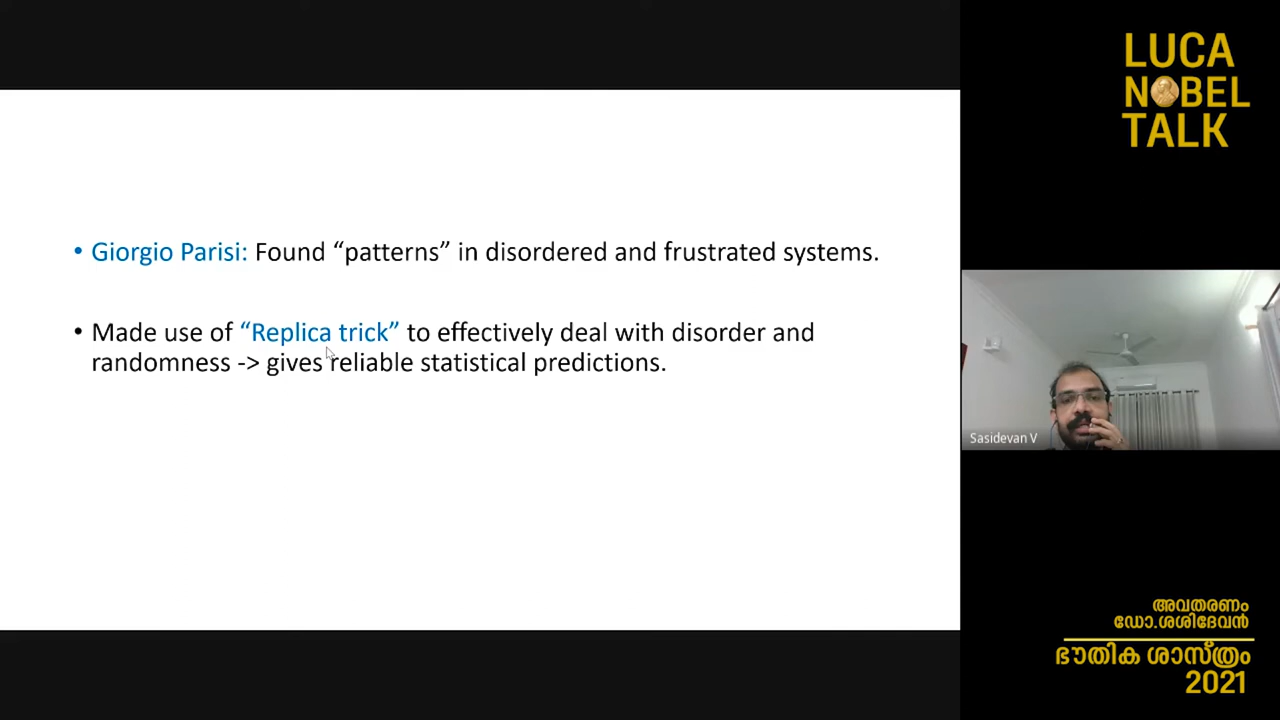 • Giorgio Parisi: Found “patterns” in disordered and frustrated systems.
• Made use of “Replica trick” to effectively deal with disorder and
randomness -> gives reliable statistical predictions.
LUCA
NOBEL
TALK
Sasidevan V
അവതരണം
ഡോ.ശശിദേവൻ
ഭൗതിക ശാസ്ത്രം
2021